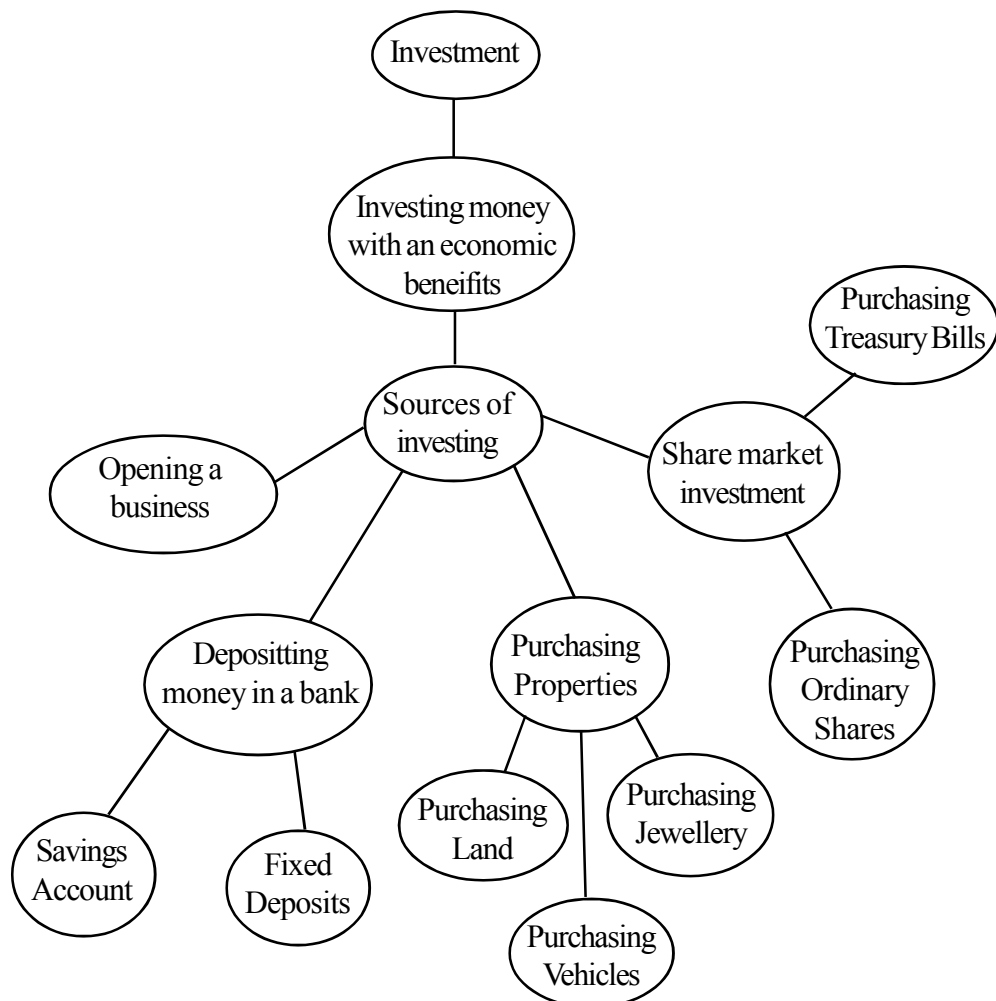 Investment
Investing money
with an economic
beneifits
Purchasing
Treasury Bills
Sources of
investing
Share market
investment
Opening a
business
Depositting
money in a bank
Purchasing
Properties
Purchasing
Ordinary
Shares
Savings
Account
Fixed
Deposits
Purchasing
Land
Purchasing
Jewellery
Purchasing
Vehicles